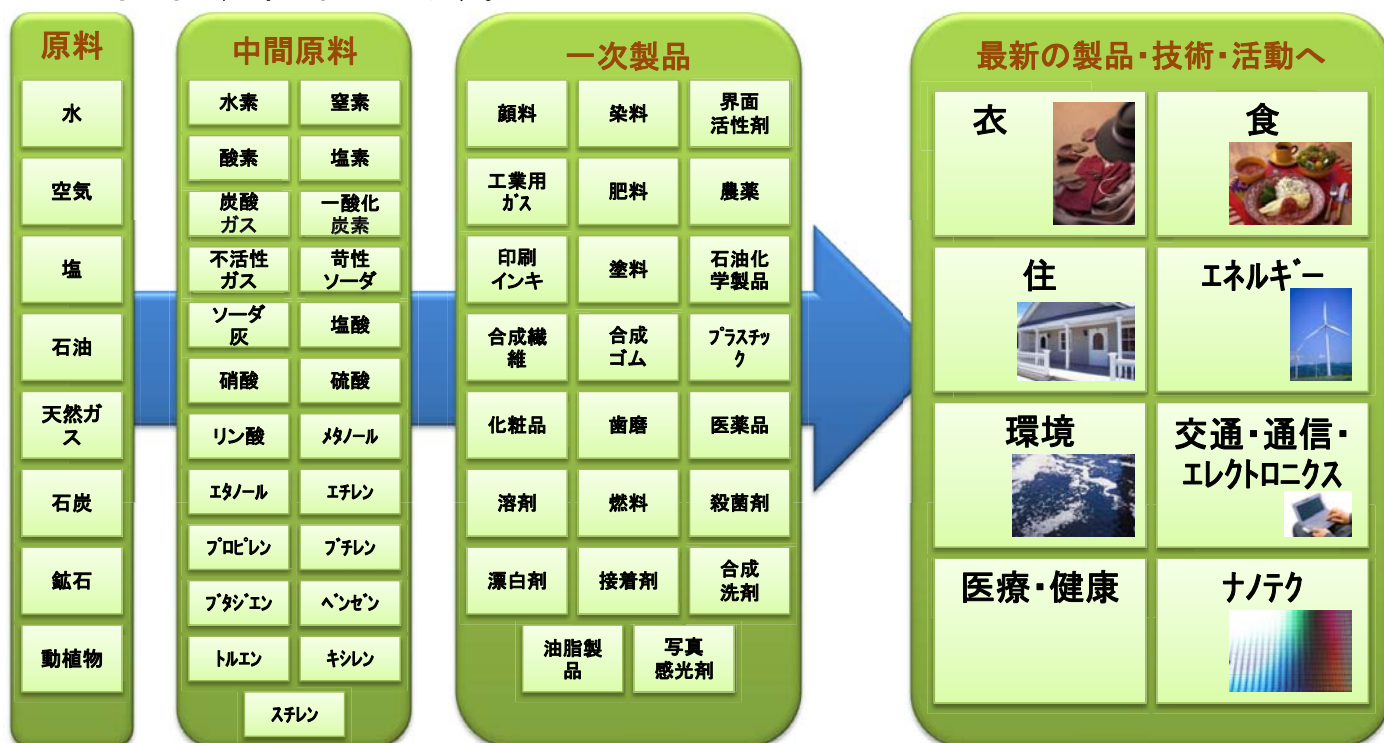 原料
水
空気
塩
石油
天然ガ
ス
石炭
鉱石
動植物
中間原料
水素
窒素
酸素
塩素
炭酸
ガス
一酸化
炭素
不活性
ガス
苛性
ソーダ
ソーダ
灰
塩酸
硝酸
硫酸
リン酸
ﾒﾀﾉｰﾙ
ｴﾀﾉｰﾙ
ｴﾁﾚﾝ
ﾌﾟﾛﾋﾟﾚﾝ
ﾌﾞﾁﾚﾝ
ﾌﾞﾀｼﾞｴﾝ
ﾍﾞﾝｾﾞﾝ
ﾄﾙｴﾝ
ｷｼﾚﾝ
ｽﾁﾚﾝ
一次製品
顔料
染料
界面
活性剤
工業用
ｶﾞｽ
肥料
農薬
印刷
インキ
塗料
石油化
学製品
合成繊
維
合成
ゴム
ﾌﾟﾗｽﾁｯ
ｸ
化粧品
歯磨
医薬品
溶剤
燃料
殺菌剤
漂白剤
接着剤
合成
洗剤
油脂製
品
写真
感光剤
最新の製品・技術・活動へ
衣
食
住
ｴﾈﾙｷﾞｰ
環境
交通・通信・
ｴﾚｸﾄﾛﾆｸｽ
医療・健康
ﾅﾉﾃｸ